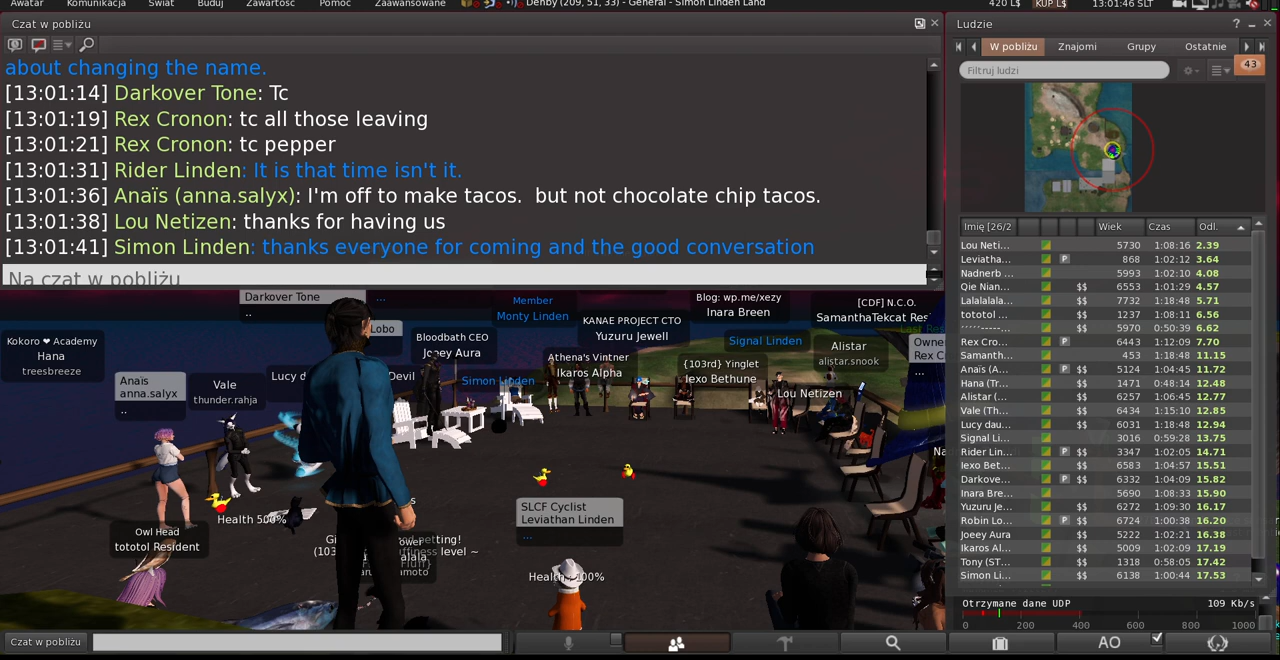 Awatar Komunikacja Świat Buduj Zawartość Pomoc Zaawansowane Denby (209, 51, 33) - General - Simon Linden Land 420 L$ KUP L$ 13:01:46 SLT
Czat w pobliżu
about changing the name.
[13:01:14] Darkover Tone: Tc
[13:01:19] Rex Cronon: tc all those leaving
[13:01:21] Rex Cronon: tc pepper
[13:01:31] Rider Linden: It is that time isn't it.
[13:01:36] Anaïs (anna.salyx): I'm off to make tacos.  but not chocolate chip tacos.
[13:01:38] Lou Netizen: thanks for having us
[13:01:41] Simon Linden: thanks everyone for coming and the good conversation
Na czat w pobliżu
Darkover Tone
..
...
Member
Monty Linden
Blog: wp.me/xezy
Inara Breen
[CDF] N.C.O.
SamanthaTekcat Res
Lobo
Bloodbath CEO
Joeey Aura
KANAE PROJECT CTO
Yuzuru Jewell
Signal Linden
Alistar
alistar.snook
Owne
Rex C
...
Kokoro ❤ Academy
Hana
treesbreeze
Athena's Vintner
Ikaros Alpha
{103rd} Yinglet
Iexo Bethune
Anaïs
anna.salyx
..
Vale
thunder.rahja
Lucy d
Devil
Simon Linden
Lou Netizen
Na
Health 500%
SLCF Cyclist
Leviathan Linden
...
Owl Head
tototol Resident
Health 100%
Czat w pobliżu
AO
Ludzie
W pobliżu Znajomi Grupy Ostatnie
Filtruj ludzi
43
Imię [26/2 Wiek Czas Odl.
Lou Neti... 5730 1:08:16 2.39
Leviatha... P 868 1:02:12 3.64
Nadnerb ... 5993 1:02:10 4.08
Qie Nian... $$ 6553 1:01:29 4.57
Lalalalala... $$ 7732 1:18:48 5.71
tototol ... $$ 1237 1:08:11 6.56
$$ 5970 0:50:39 6.62
Rex Cro... P 6443 1:12:09 7.70
Samanth... 453 1:18:48 11.15
Anaïs (A... P $$ 5124 1:04:45 11.72
Hana (Tr... $$ 1471 0:48:14 12.48
Alistar (... $$ 6257 1:06:45 12.77
Vale (Th... $$ 6434 1:15:10 12.85
Lucy dau... $$ 6031 1:18:48 12.94
Signal Li... 3016 0:59:28 13.75
Rider Lin... P $$ 3347 1:02:05 14.71
Iexo Bet... $$ 6583 1:04:57 15.51
Darkove... P $$ 6332 1:04:09 15.82
Inara Bre... 5690 1:08:33 15.90
Yuzuru Je... $$ 6272 1:09:30 16.17
Robin Lo... P $$ 6724 1:00:38 16.20
Joeey Aura $$ 5222 1:02:21 16.38
Ikaros Al... $$ 5009 1:02:09 17.19
Tony (ST... $$ 1318 0:58:05 17.42
Simon Li... $$ 6138 1:00:44 17.53
Otrzymane dane UDP 109 Kb/s
0 200 400 600 800 1000